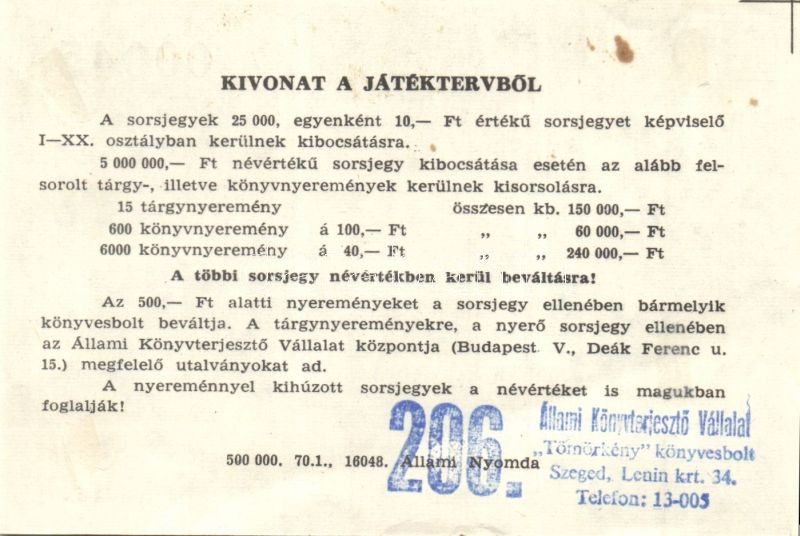 KIVONAT A JÁTÉKTERVBŐL
A sorsjegyek 25 000, egyenként 10,— Ft értékű sorsjegyet képviselő
I—XX. osztályban kerülnek kibocsátásra.
5 000 000,— Ft névértékű sorsjegy kibocsátása esetén az alább fel-
sorolt tárgy-, illetve könyvnyeremények kerülnek kisorsolásra.
15 tárgynyeremény összesen kb. 150 000,— Ft
600 könyvnyeremény á 100,— Ft „ „ 60 000,— Ft
6000 könyvnyeremény á 40,— Ft „ „ 240 000,— Ft
A többi sorsjegy névértékben kerül beváltásra!
Az 500,— Ft alatti nyereményeket a sorsjegy ellenében bármelyik
könyvesbolt beváltja. A tárgynyereményekre, a nyerő sorsjegy ellenében
az Állami Könyvterjesztő Vállalat központja (Budapest V., Deák Ferenc u.
15.) megfelelő utalványokat ad.
A nyereménnyel kihúzott sorsjegyek a névértéket is magukban
foglalják!
500 000. 70.1., 16048. Állami Nyomda
206.
Állami Könyvterjesztő Vállalat
„Tömörkény" könyvesbolt
Szeged, Lenin krt. 34.
Telefon: 13-005